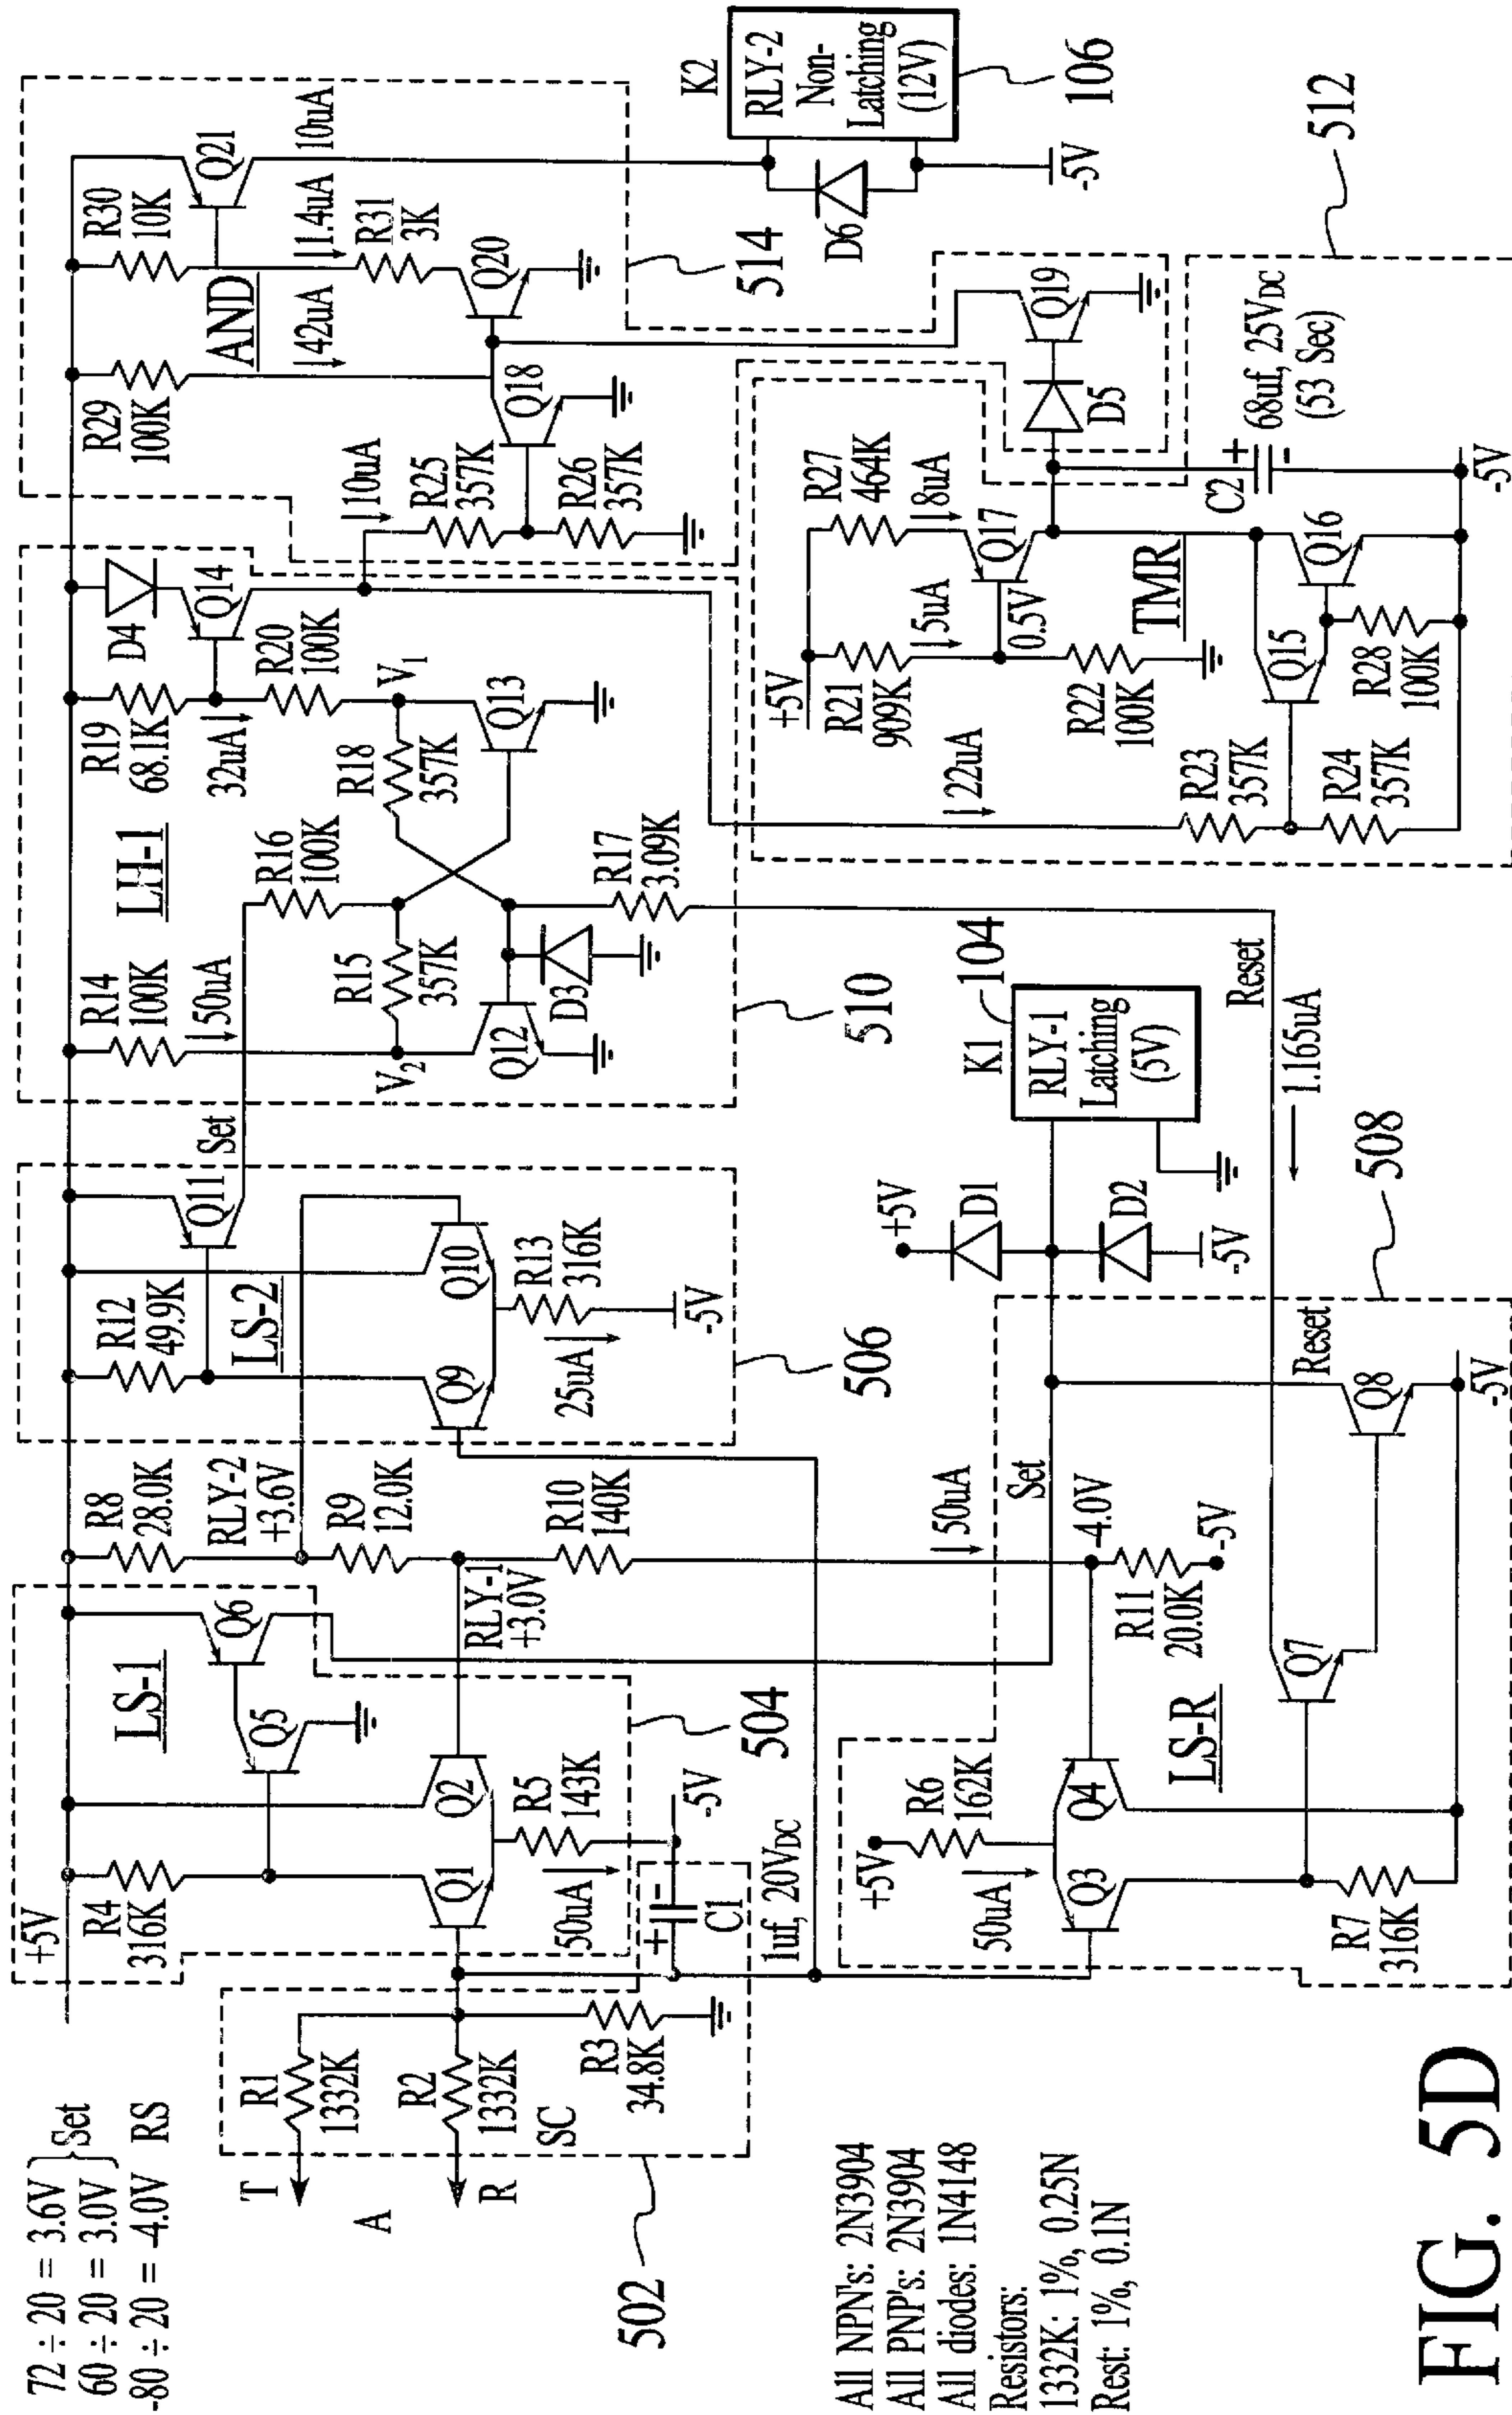 72 ÷ 20 = 3.6V
60 ÷ 20 = 3.0V
Set
-80 ÷ 20 = -4.0V RS
T
A
R
R1
1332K
R2
1332K
SC
R3
34.8K
502
+5V
R4
316K
LS-1
Q5
Q6
Q1
Q2
50uA
R5
143K
-5V
C1
1uf, 20VDC
504
R8
28.0K
RLY-2
+3.6V
R9
12.0K
RLY-1
+3.0V
R10
140K
50uA
-4.0V
R11
20.0K
-5V
R12
49.9K
LS-2
Q11
Set
Q9
Q10
25uA
R13
316K
-5V
506
R14
100K
50uA
LH-1
R16
100K
R15
357K
V2
Q12
D3
R19
68.1K
32uA
D4
Q14
R20
100K
V1
R18
357K
Q13
R17
3.09K
510
R29
100K
AND
42uA
R30
10K
Q21
10uA
1.4uA
R31
3K
Q20
Q18
10uA
R25
357K
R26
357K
514
Q19
D5
K2
RLY-2
Non-
Latching
(12V)
106
D6
-5V
+5V
R21
909K
5uA
R27
464K
8uA
Q17
0.5V
22uA
R22
100K
TMR
R23
357K
R24
357K
Q15
Q16
R28
100K
C2
+
-
68uf, 25VDC
(53 Sec)
-5V
512
+5V
D1
D2
-5V
K1
RLY-1
Latching
(5V)
104
Reset
1.165uA
508
Set
Reset
+5V
R6
162K
50uA
Q3
Q4
LS-R
R7
316K
Q7
Q8
-5V
All NPN's: 2N3904
All PNP's: 2N3904
All diodes: 1N4148
Resistors:
1332K: 1%, 0.25N
Rest: 1%, 0.1N
FIG. 5D